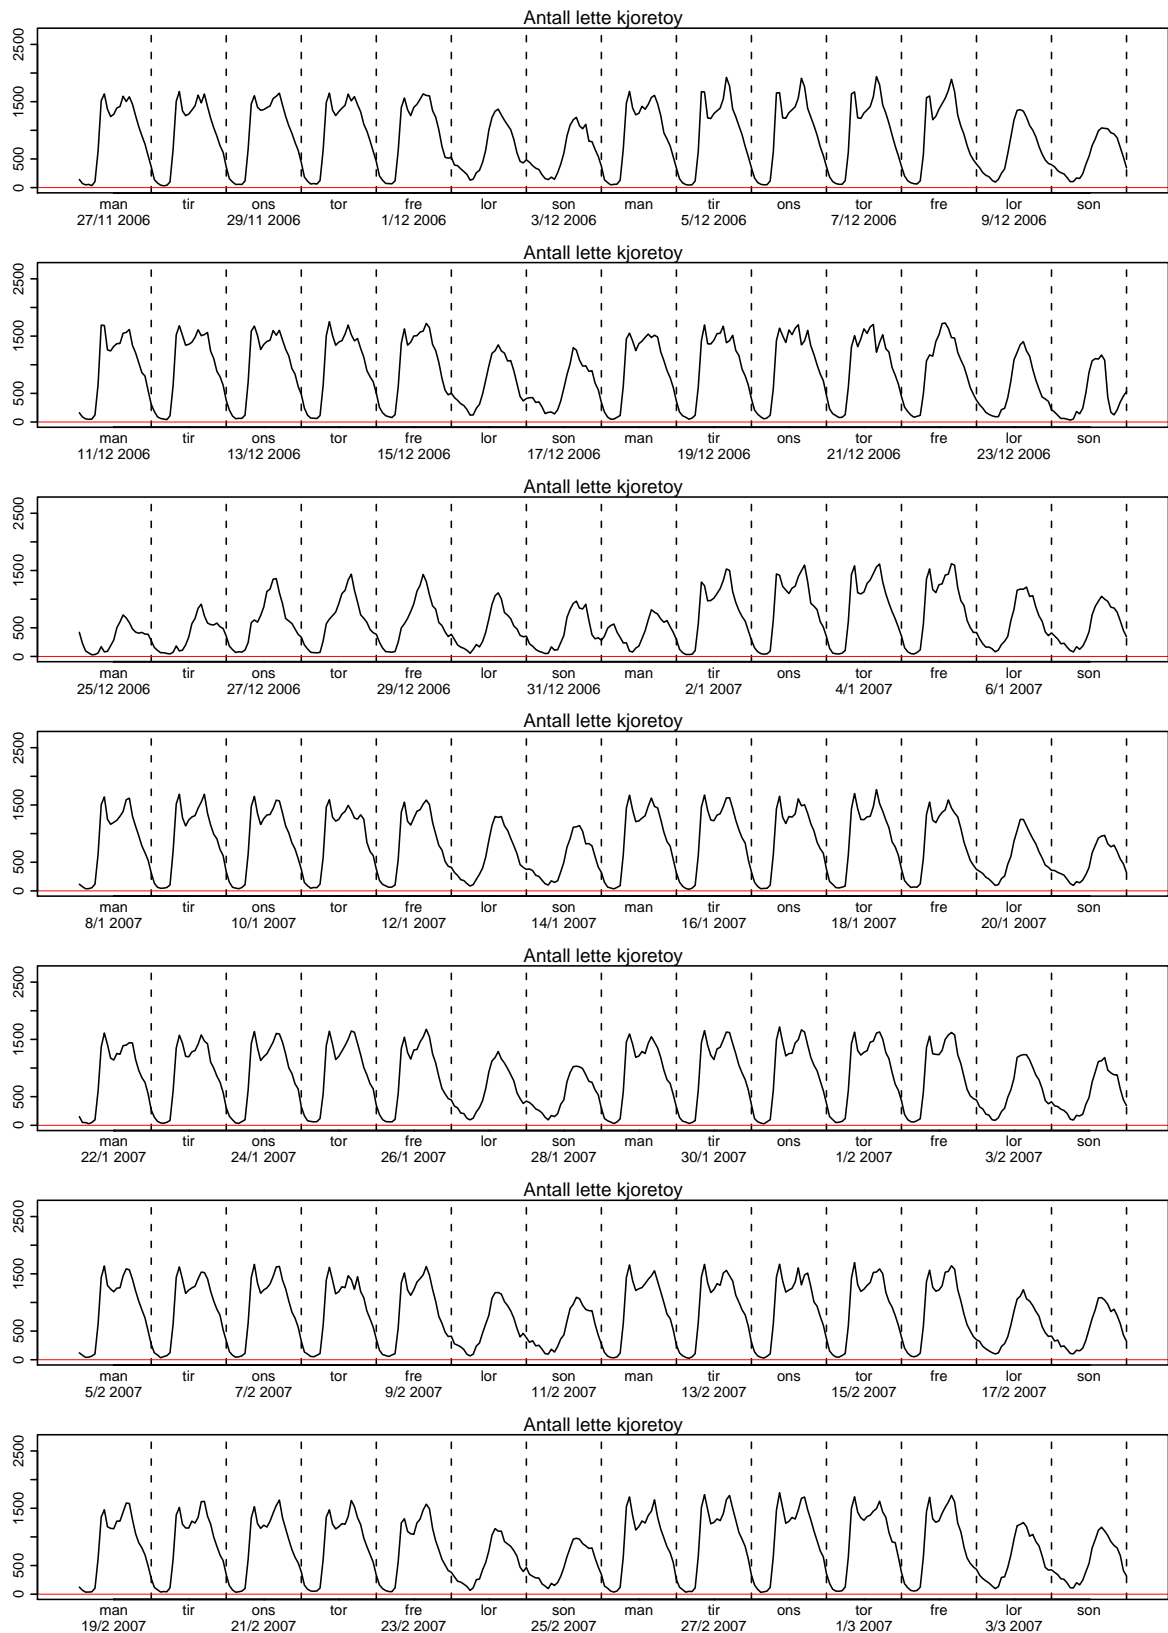 Antall lette kjoretoy
0 500 1500 2500
man tir ons tor fre lor son man tir ons tor fre lor son
27/11 2006 29/11 2006 1/12 2006 3/12 2006 5/12 2006 7/12 2006 9/12 2006
Antall lette kjoretoy
0 500 1500 2500
man tir ons tor fre lor son man tir ons tor fre lor son
11/12 2006 13/12 2006 15/12 2006 17/12 2006 19/12 2006 21/12 2006 23/12 2006
Antall lette kjoretoy
0 500 1500 2500
man tir ons tor fre lor son man tir ons tor fre lor son
25/12 2006 27/12 2006 29/12 2006 31/12 2006 2/1 2007 4/1 2007 6/1 2007
Antall lette kjoretoy
0 500 1500 2500
man tir ons tor fre lor son man tir ons tor fre lor son
8/1 2007 10/1 2007 12/1 2007 14/1 2007 16/1 2007 18/1 2007 20/1 2007
Antall lette kjoretoy
0 500 1500 2500
man tir ons tor fre lor son man tir ons tor fre lor son
22/1 2007 24/1 2007 26/1 2007 28/1 2007 30/1 2007 1/2 2007 3/2 2007
Antall lette kjoretoy
0 500 1500 2500
man tir ons tor fre lor son man tir ons tor fre lor son
5/2 2007 7/2 2007 9/2 2007 11/2 2007 13/2 2007 15/2 2007 17/2 2007
Antall lette kjoretoy
0 500 1500 2500
man tir ons tor fre lor son man tir ons tor fre lor son
19/2 2007 21/2 2007 23/2 2007 25/2 2007 27/2 2007 1/3 2007 3/3 2007